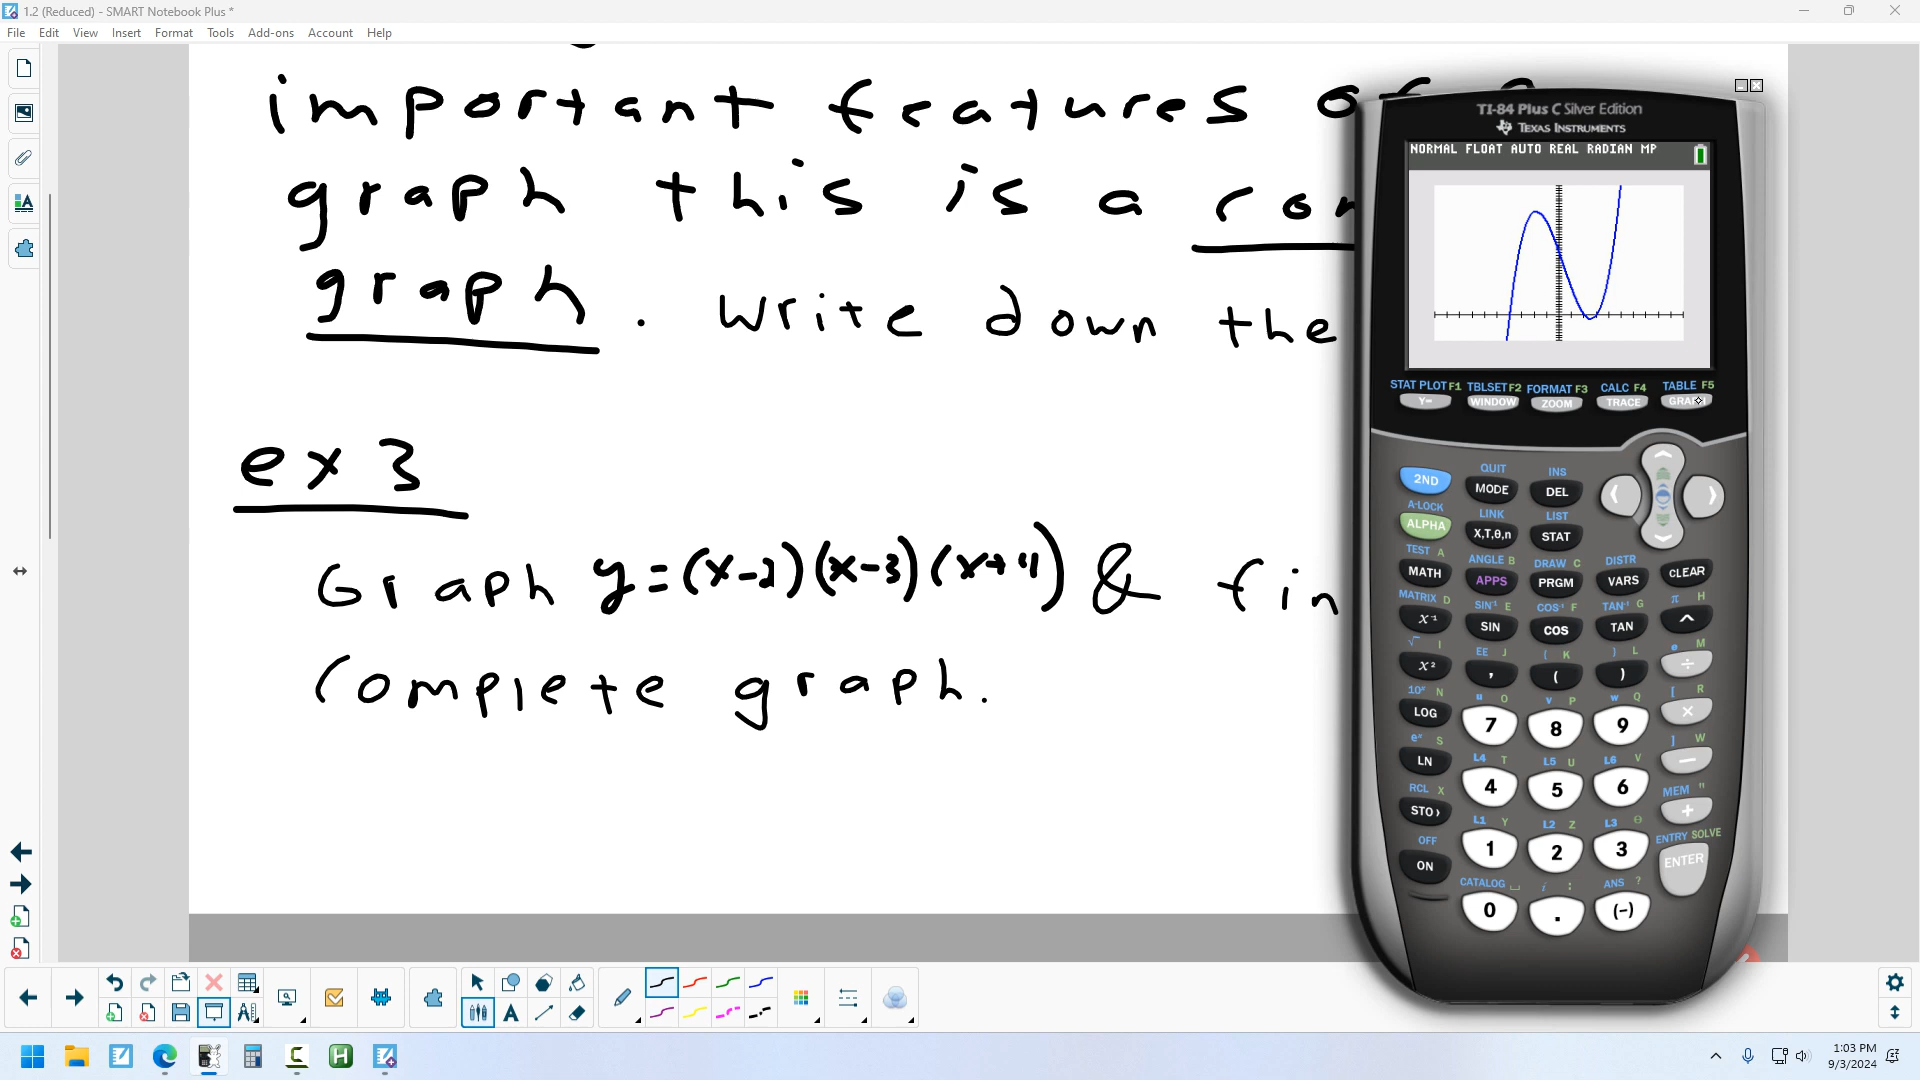 1.2 (Reduced) - SMART Notebook Plus *
File Edit View Insert Format Tools Add-ons Account Help
important features of
graph this is a
graph. Write down the
ex 3
Graph y=(x-2)(x-3)(x+4) &
complete graph.
TI-84 Plus C Silver Edition
TEXAS INSTRUMENTS
NORMAL FLOAT AUTO REAL RADIAN MP
STAT PLOT F1 TBLSET F2 FORMAT F3 CALC F4 TABLE F5
Y= WINDOW ZOOM TRACE GRAPH
QUIT INS
2ND MODE DEL
A-LOCK LINK LIST
ALPHA X,T,θ,n STAT
TEST A ANGLE B DRAW C DISTR
MATH APPS PRGM VARS CLEAR
MATRIX D SIN⁻¹ E COS⁻¹ F TAN⁻¹ G π H
x⁻¹ SIN COS TAN ^
√ I EE J { K } L e M
x² , ( ) ÷
10ˣ N u O v P w Q [ R
LOG 7 8 9 ×
eˣ S L4 T L5 U L6 V ] W
LN 4 5 6 −
RCL X L1 Y L2 Z L3 θ MEM "
STO› 1 2 3 +
OFF CATALOG ⎵ i : ANS ? ENTRY SOLVE
ON 0 . (-) ENTER
A
1:03 PM
9/3/2024